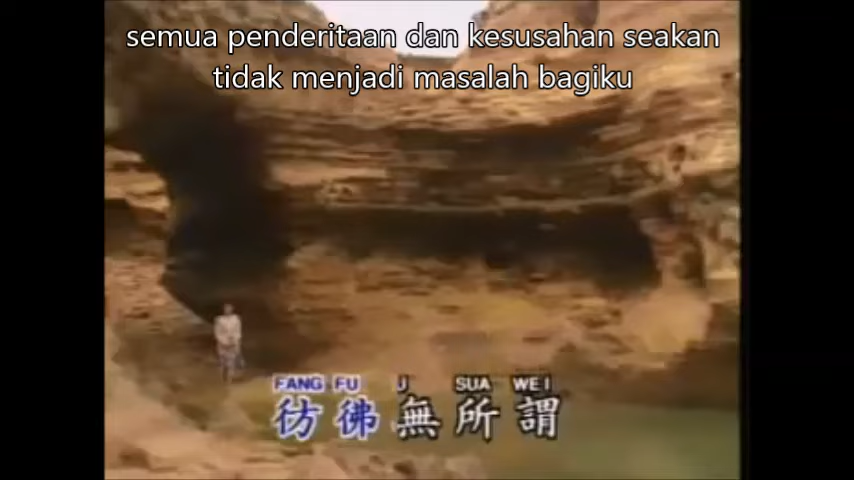 semua penderitaan dan kesusahan seakan
tidak menjadi masalah bagiku
FANG FU J SUA WEI
彷彿無所謂